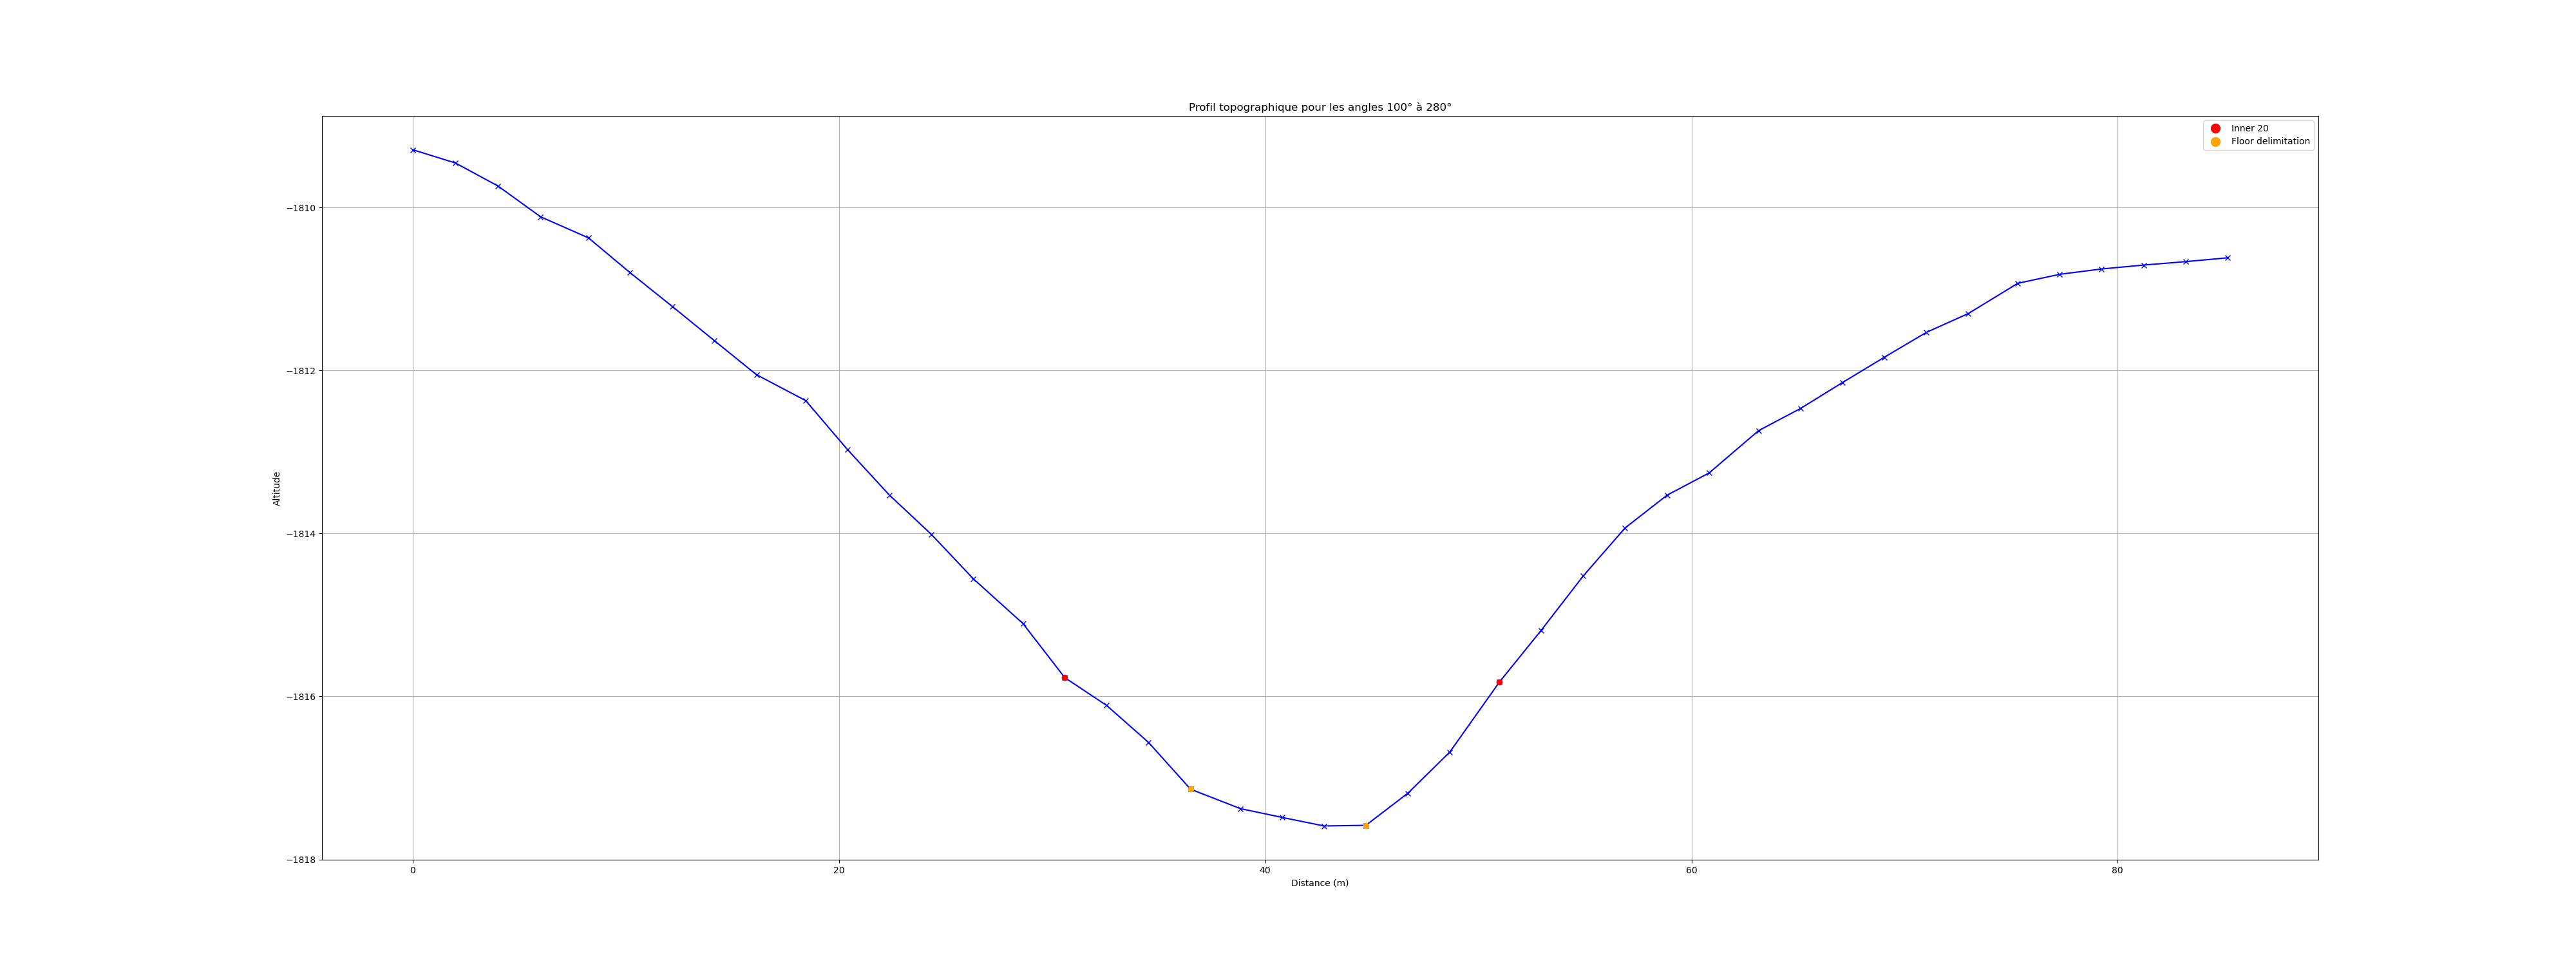 Profil topographique pour les angles 100° à 280°
Inner 20
Floor delimitation
−1810
−1812
−1814
−1816
−1818
Altitude
0 20 40 60 80
Distance (m)